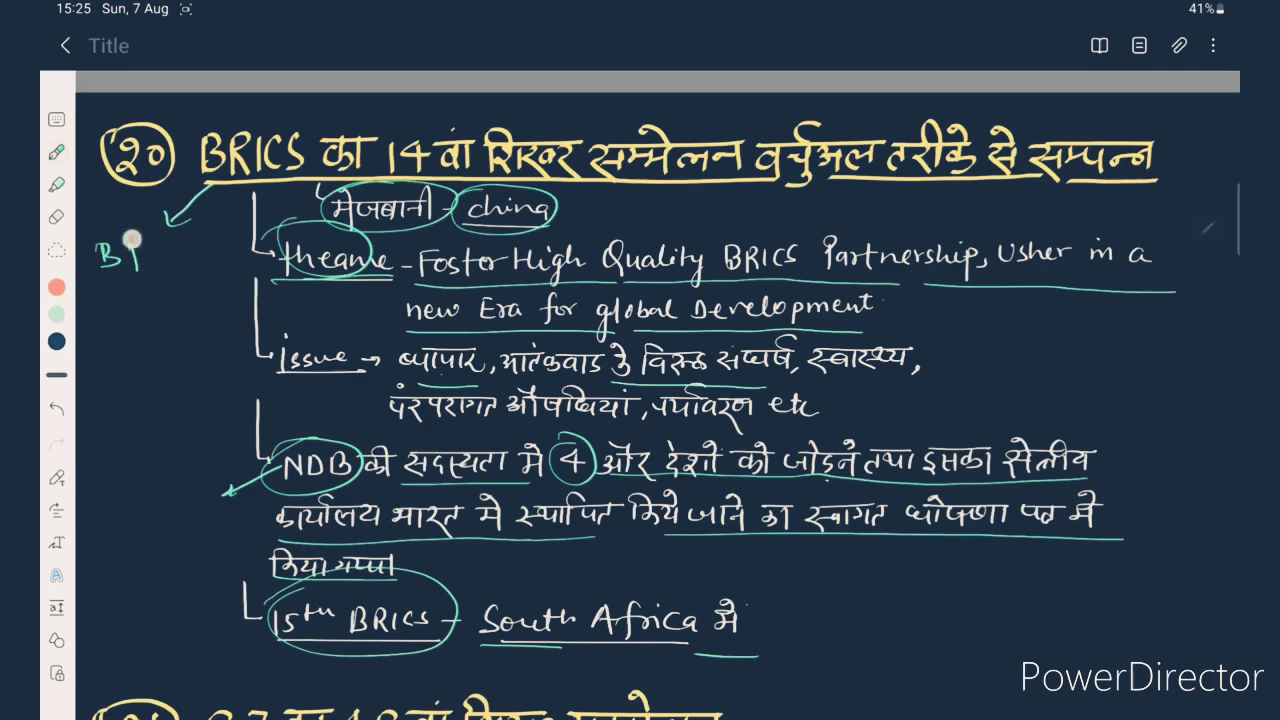 15:25 Sun, 7 Aug 41%
Title
(२०) BRICS का 14 वां शिखर सम्मेलन वर्चुअल तरीके से सम्पन्न
मेजबानी - china
B
theame - Foster High Quality BRICS Partnership, Usher in a
new Era for global Development
issue → व्यापार, आतंकवाद के विरूद्ध संघर्ष, स्वास्थ्य,
परंपरागत औषधियां, पर्यावरण etc
NDB की सदस्यता में 4 और देशो को जोड़ने तथा इसका क्षेत्रीय
कार्यालय भारत मे स्थापित किये जाने का स्वागत घोषणा पत्र मे
किया गया
15th BRICS - South Africa मे
PowerDirector